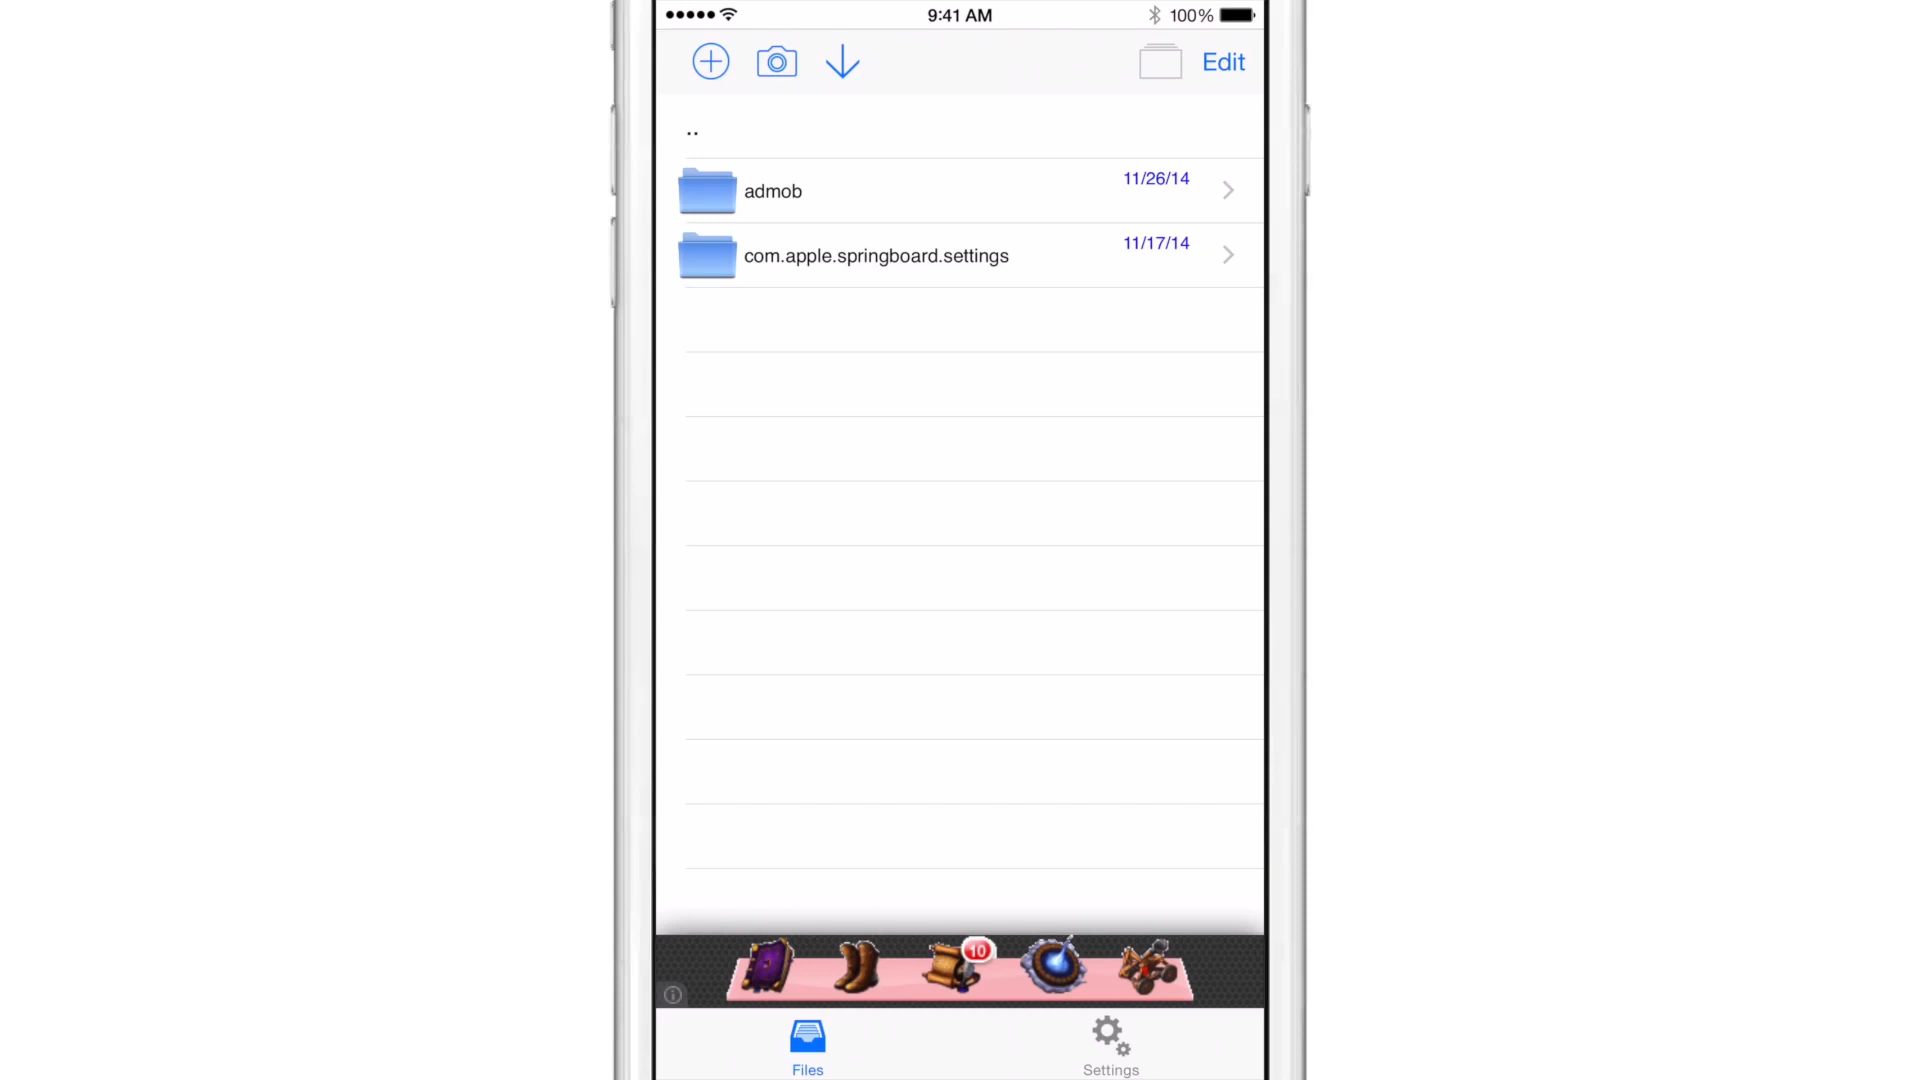 9:41 AM
100%
Edit
..
admob
11/26/14
com.apple.springboard.settings
11/17/14
10
Files
Settings